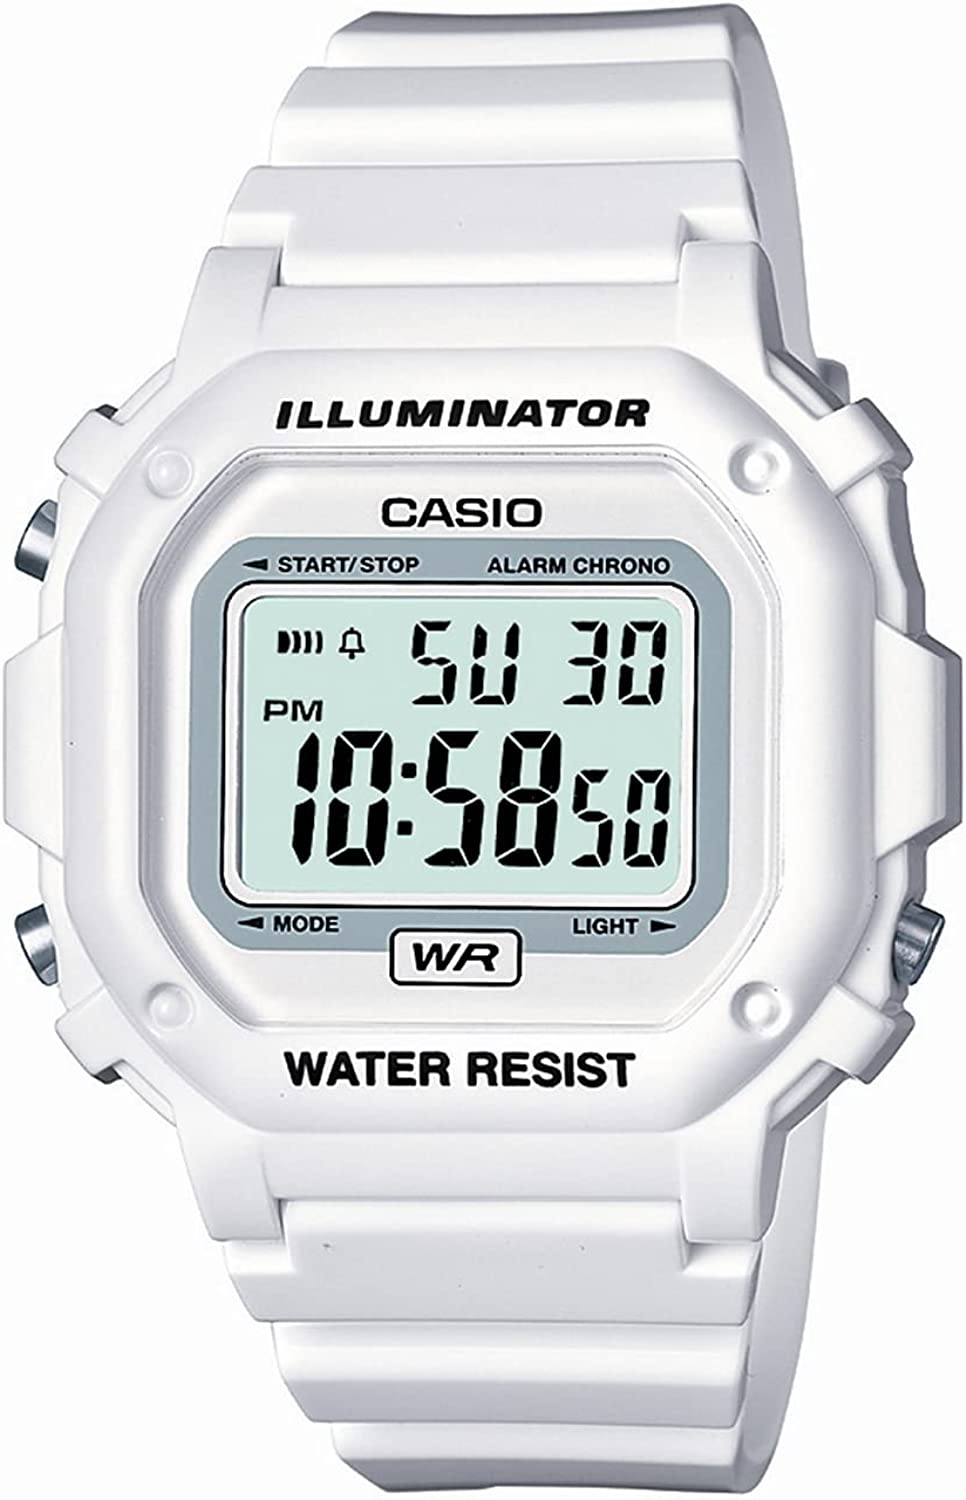 ILLUMINATOR
CASIO
START/STOP ALARM CHRONO
SU 30
PM
10:58 50
MODE LIGHT
WR
WATER RESIST